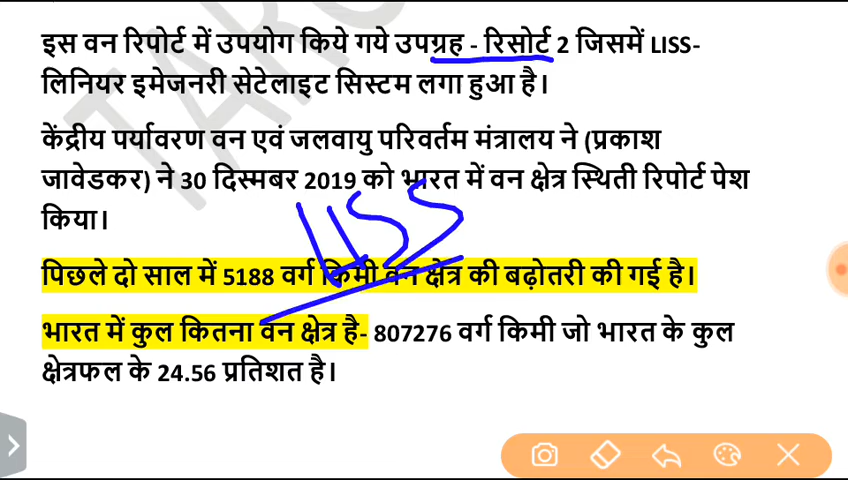 इस वन रिपोर्ट में उपयोग किये गये उपग्रह - रिसोर्ट 2 जिसमें LISS-
लिनियर इमेजनरी सेटेलाइट सिस्टम लगा हुआ है।
केंद्रीय पर्यावरण वन एवं जलवायु परिवर्तम मंत्रालय ने (प्रकाश
जावेडकर) ने 30 दिस्मबर 2019 को भारत में वन क्षेत्र स्थिती रिपोर्ट पेश
किया।
LISS
पिछले दो साल में 5188 वर्ग किमी वन क्षेत्र की बढ़ोतरी की गई है।
भारत में कुल कितना वन क्षेत्र है- 807276 वर्ग किमी जो भारत के कुल
क्षेत्रफल के 24.56 प्रतिशत है।